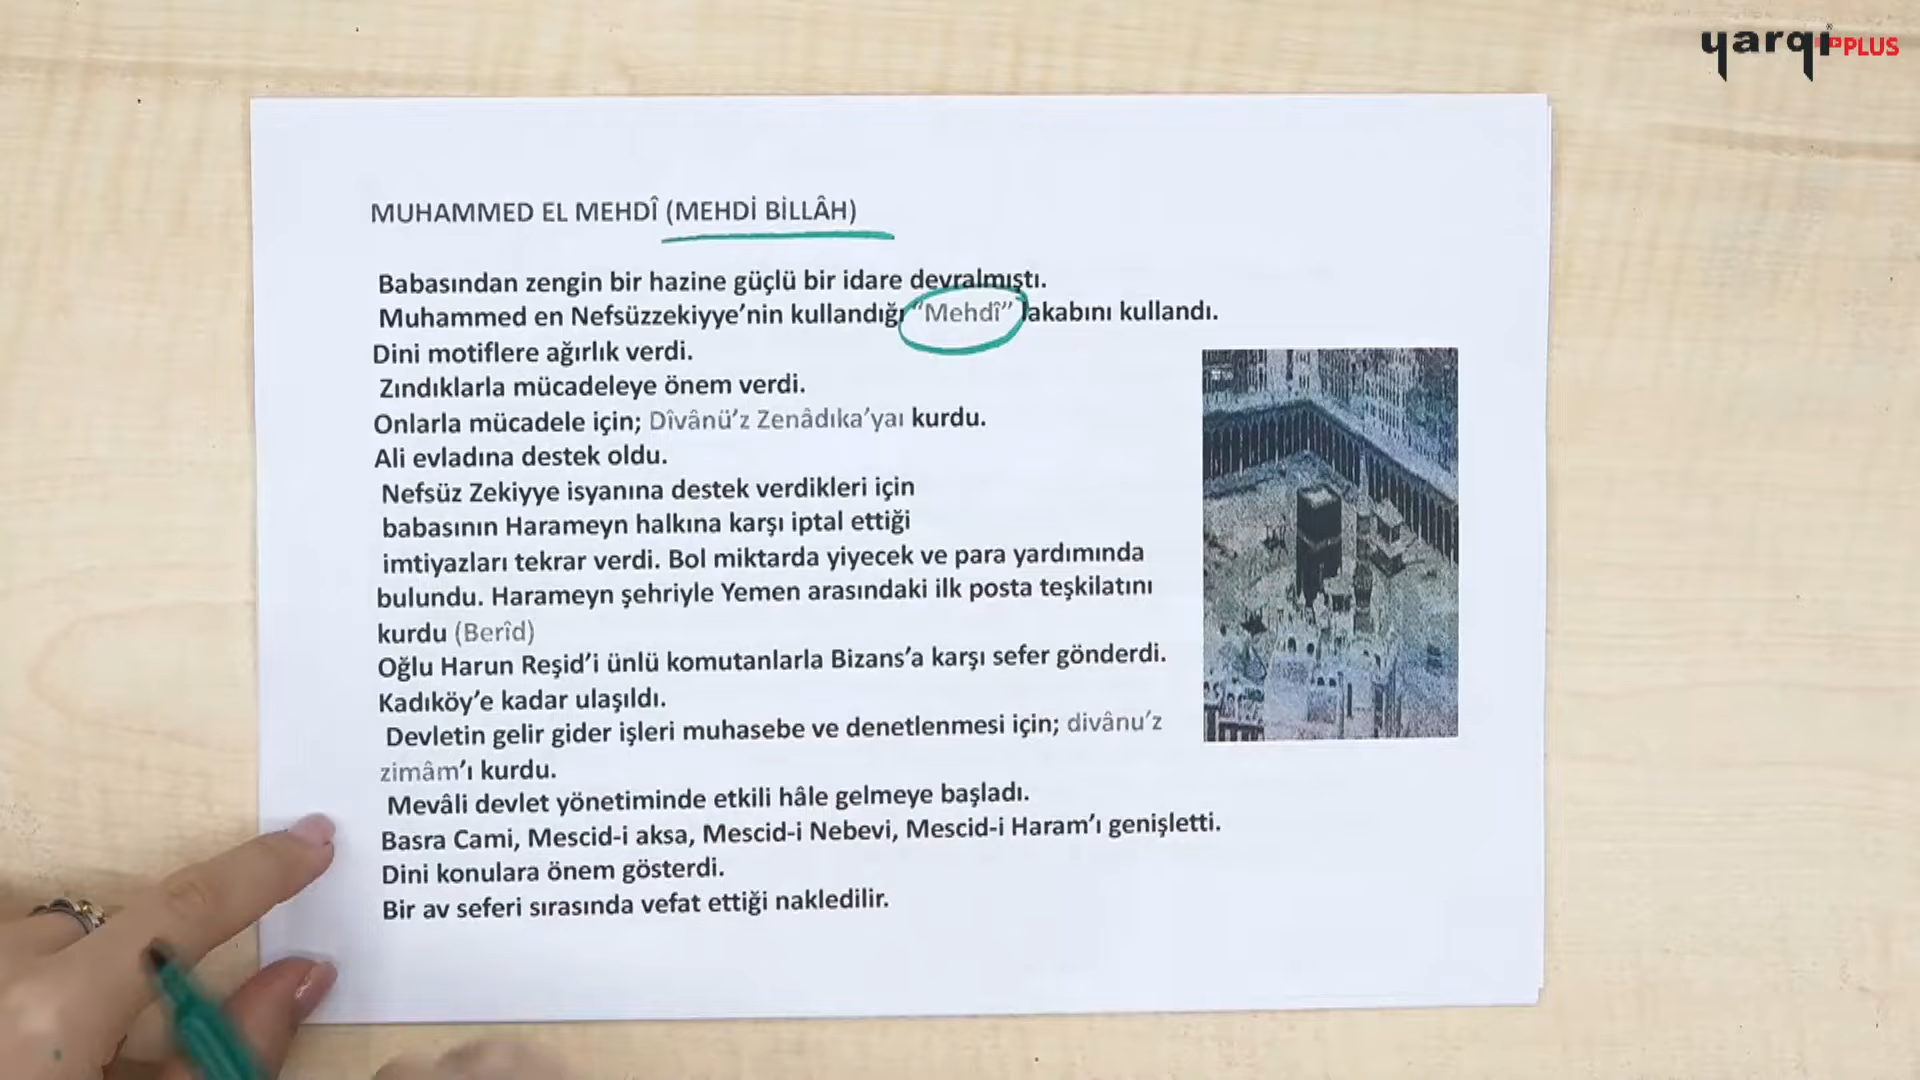 yargı PLUS
MUHAMMED EL MEHDÎ (MEHDİ BİLLÂH)
Babasından zengin bir hazine güçlü bir idare devralmıştı.
Muhammed en Nefsüzzekiyye’nin kullandığı “Mehdî” lakabını kullandı.
Dini motiflere ağırlık verdi.
Zındıklarla mücadeleye önem verdi.
Onlarla mücadele için; Dîvânü’z Zenâdıka’yaı kurdu.
Ali evladına destek oldu.
Nefsüz Zekiyye isyanına destek verdikleri için
babasının Harameyn halkına karşı iptal ettiği
imtiyazları tekrar verdi. Bol miktarda yiyecek ve para yardımında
bulundu. Harameyn şehriyle Yemen arasındaki ilk posta teşkilatını
kurdu (Berîd)
Oğlu Harun Reşid’i ünlü komutanlarla Bizans’a karşı sefer gönderdi.
Kadıköy’e kadar ulaşıldı.
Devletin gelir gider işleri muhasebe ve denetlenmesi için; divânu’z
zimâm’ı kurdu.
Mevâli devlet yönetiminde etkili hâle gelmeye başladı.
Basra Cami, Mescid-i aksa, Mescid-i Nebevi, Mescid-i Haram’ı genişletti.
Dini konulara önem gösterdi.
Bir av seferi sırasında vefat ettiği nakledilir.